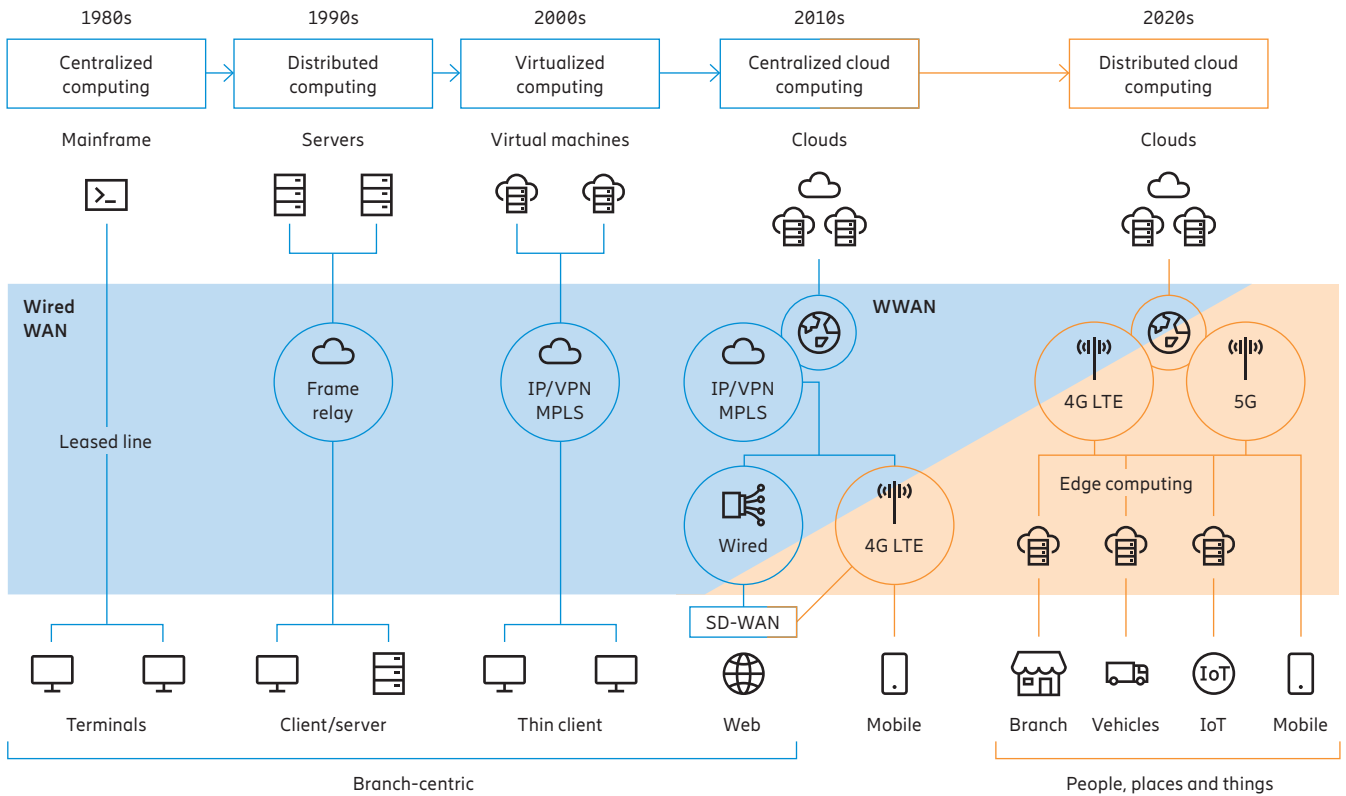 1980s
1990s
2000s
2010s
2020s
Centralized
computing
Distributed
computing
Virtualized
computing
Centralized cloud
computing
Distributed cloud
computing
Mainframe
Servers
Virtual machines
Clouds
Clouds
>_
Wired
WAN
WWAN
Leased line
Frame
relay
IP/VPN
MPLS
IP/VPN
MPLS
4G LTE
5G
Edge computing
Wired
4G LTE
SD-WAN
IoT
Terminals
Client/server
Thin client
Web
Mobile
Branch
Vehicles
IoT
Mobile
Branch-centric
People, places and things